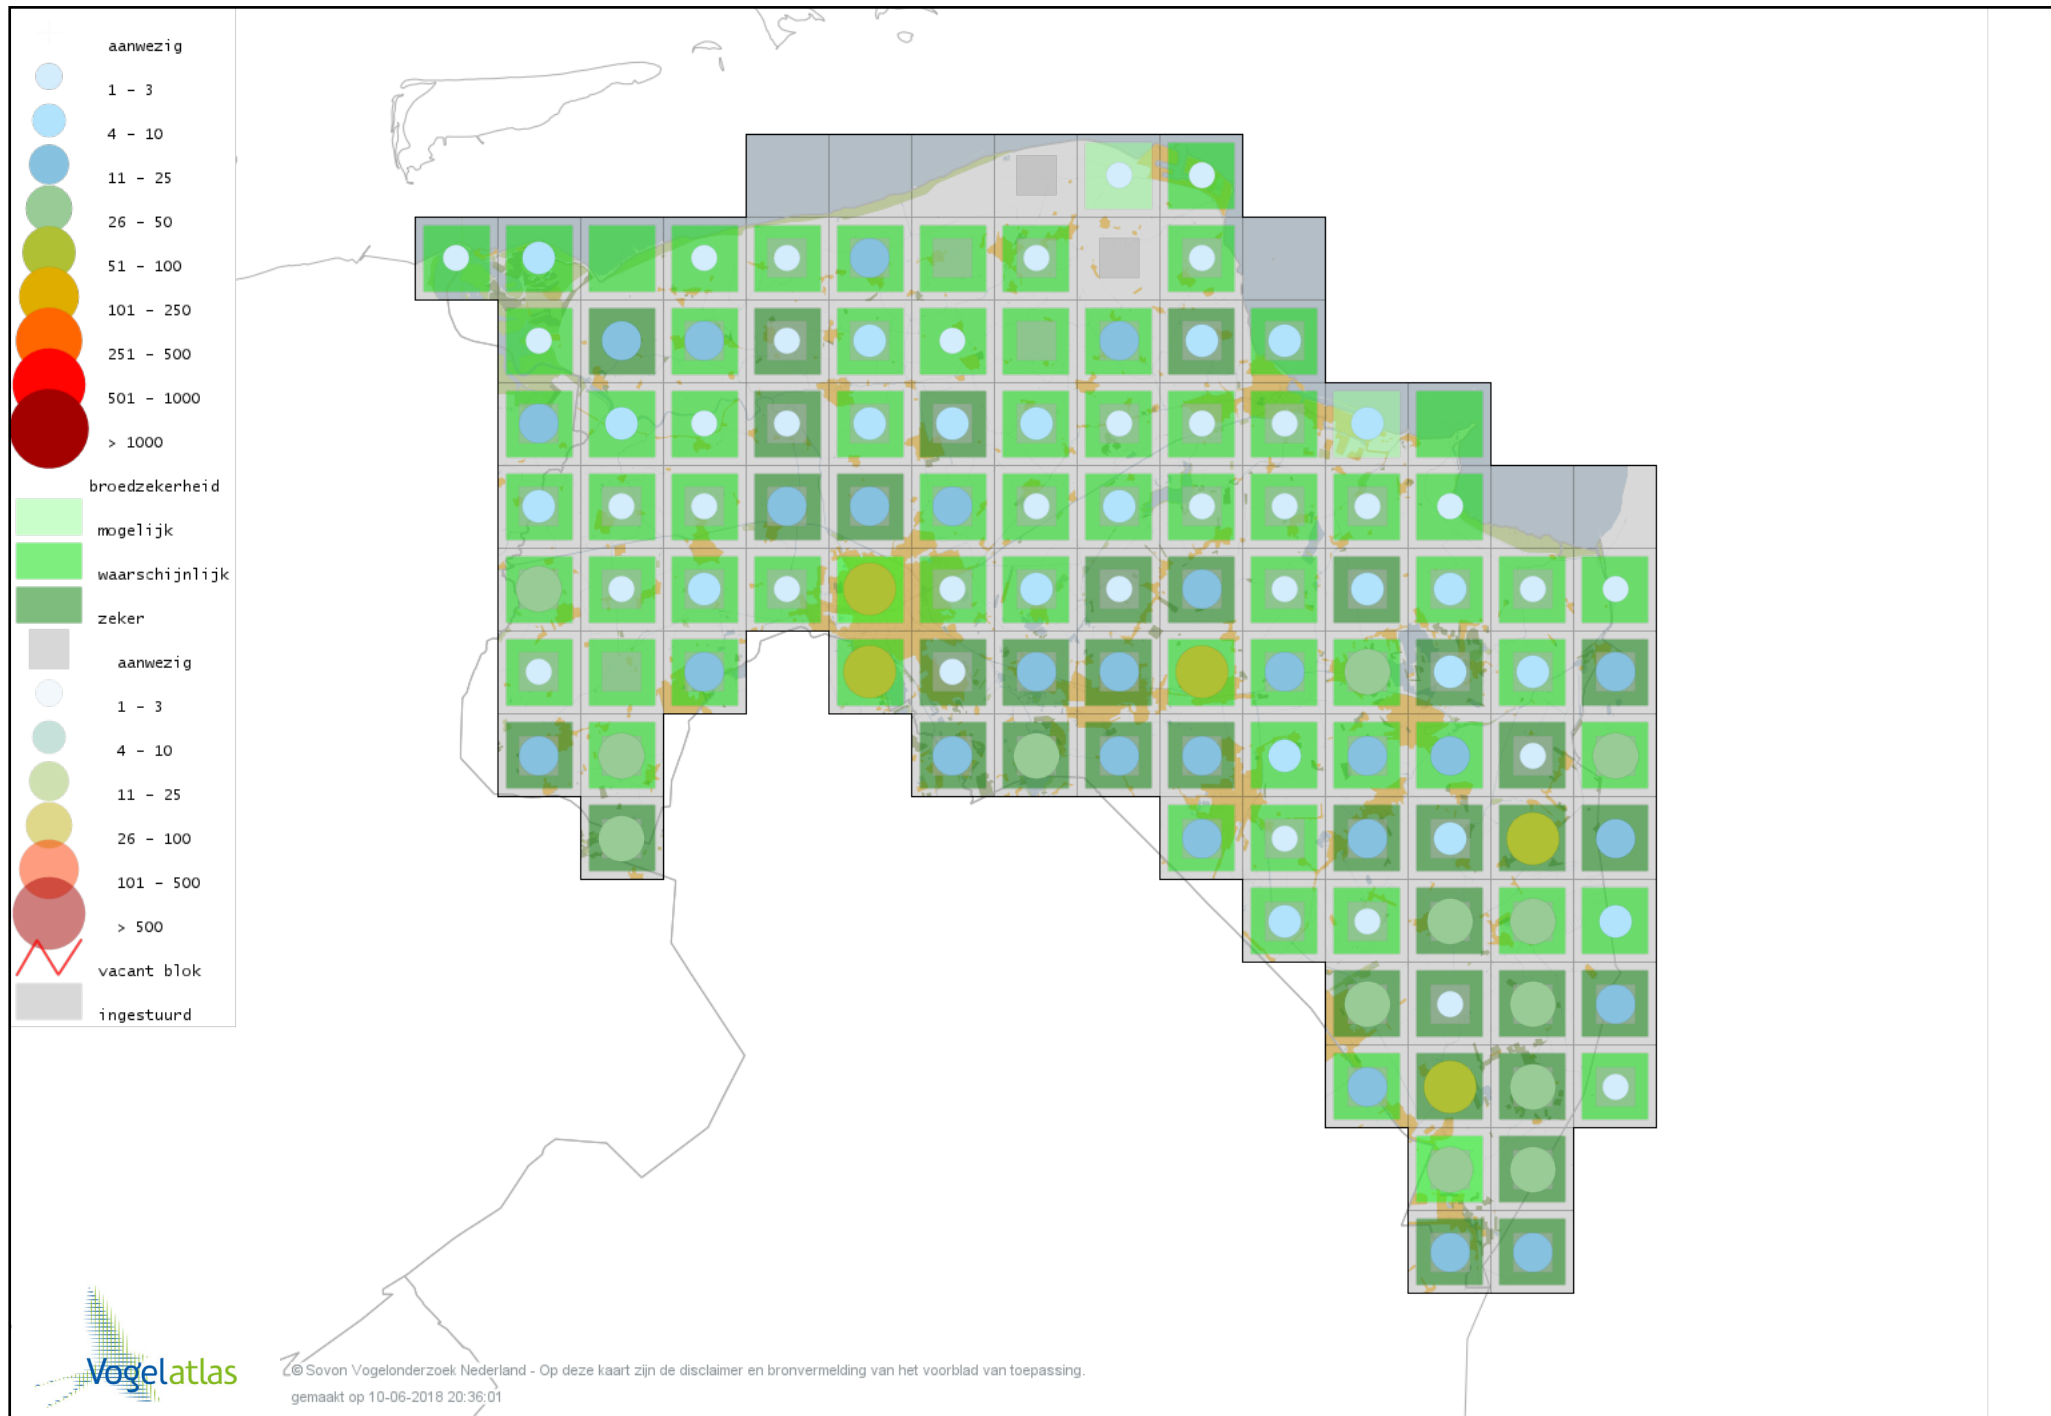 aanwezig
1 - 3
4 - 10
11 - 25
26 - 50
51 - 100
101 - 250
251 - 500
501 - 1000
> 1000
broedzekerheid
mogelijk
waarschijnlijk
zeker
aanwezig
1 - 3
4 - 10
11 - 25
26 - 100
101 - 500
> 500
vacant blok
ingestuurd
Vogelatlas
© Sovon Vogelonderzoek Nederland - Op deze kaart zijn de disclaimer en bronvermelding van het voorblad van toepassing.
gemaakt op 10-06-2018 20:36:01